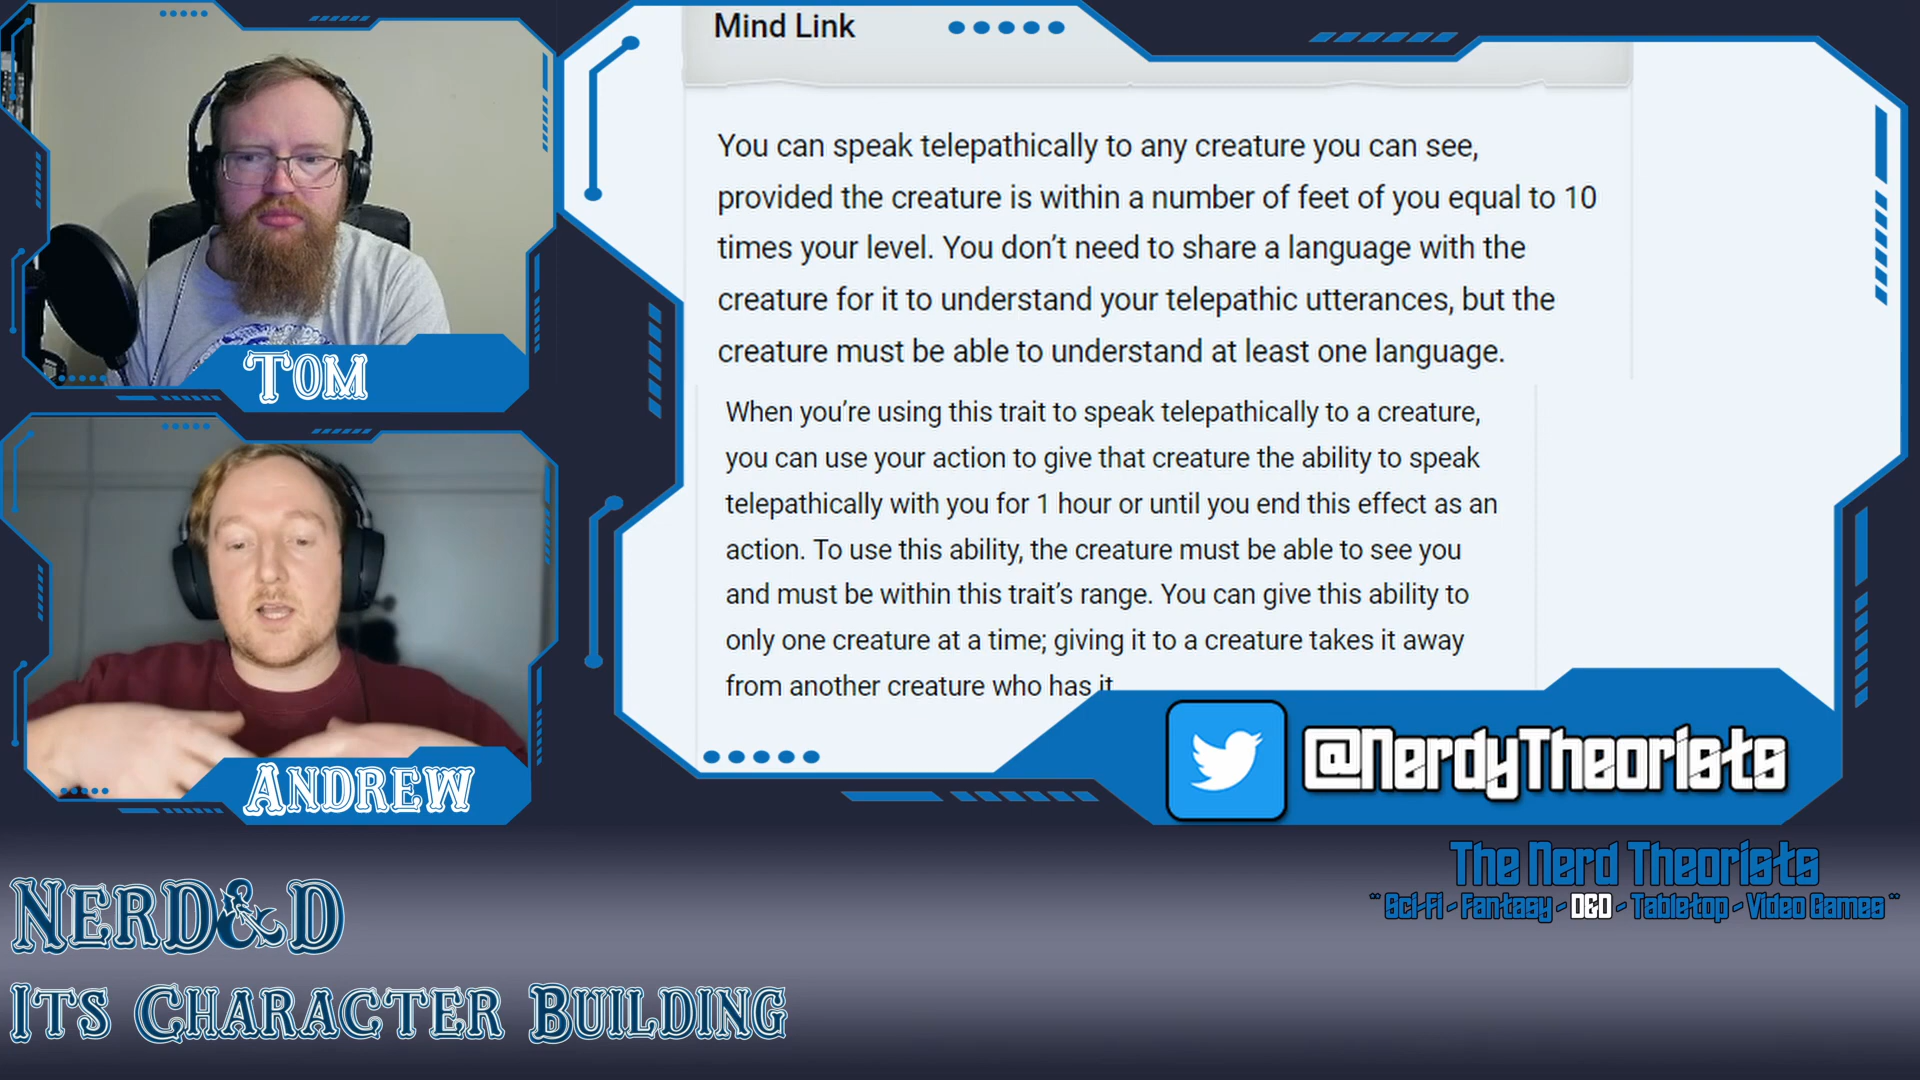 Mind Link
You can speak telepathically to any creature you can see,
provided the creature is within a number of feet of you equal to 10
times your level. You don’t need to share a language with the
creature for it to understand your telepathic utterances, but the
creature must be able to understand at least one language.
When you’re using this trait to speak telepathically to a creature,
you can use your action to give that creature the ability to speak
telepathically with you for 1 hour or until you end this effect as an
action. To use this ability, the creature must be able to see you
and must be within this trait’s range. You can give this ability to
only one creature at a time; giving it to a creature takes it away
from another creature who has it
Tom
Andrew
@NerdyTheorists
The Nerd Theorists
¨ Sci-Fi - Fantasy - D&D - Tabletop - Video Games ¨
NerD&D
Its Character Building